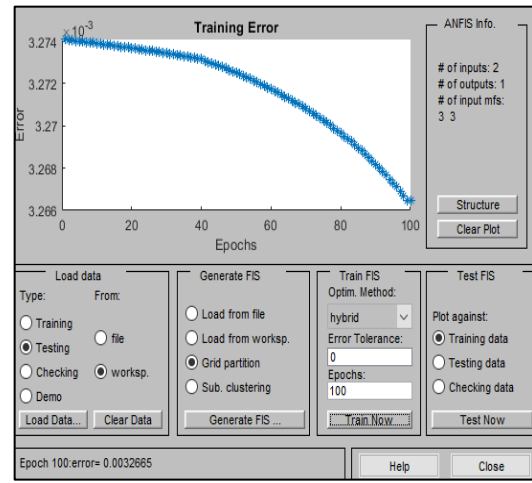 ×10^-3
Training Error
3.274
3.272
3.27
3.268
3.266
Error
0 20 40 60 80 100
Epochs
ANFIS Info.
# of inputs: 2
# of outputs: 1
# of input mfs:
3 3
Structure
Clear Plot
Load data
Type: From:
Training
Testing
Checking
Demo
file
worksp.
Load Data... Clear Data
Generate FIS
Load from file
Load from worksp.
Grid partition
Sub. clustering
Generate FIS ...
Train FIS
Optim. Method:
hybrid
Error Tolerance:
0
Epochs:
100
Train Now
Test FIS
Plot against:
Training data
Testing data
Checking data
Test Now
Epoch 100:error= 0.0032665
Help Close